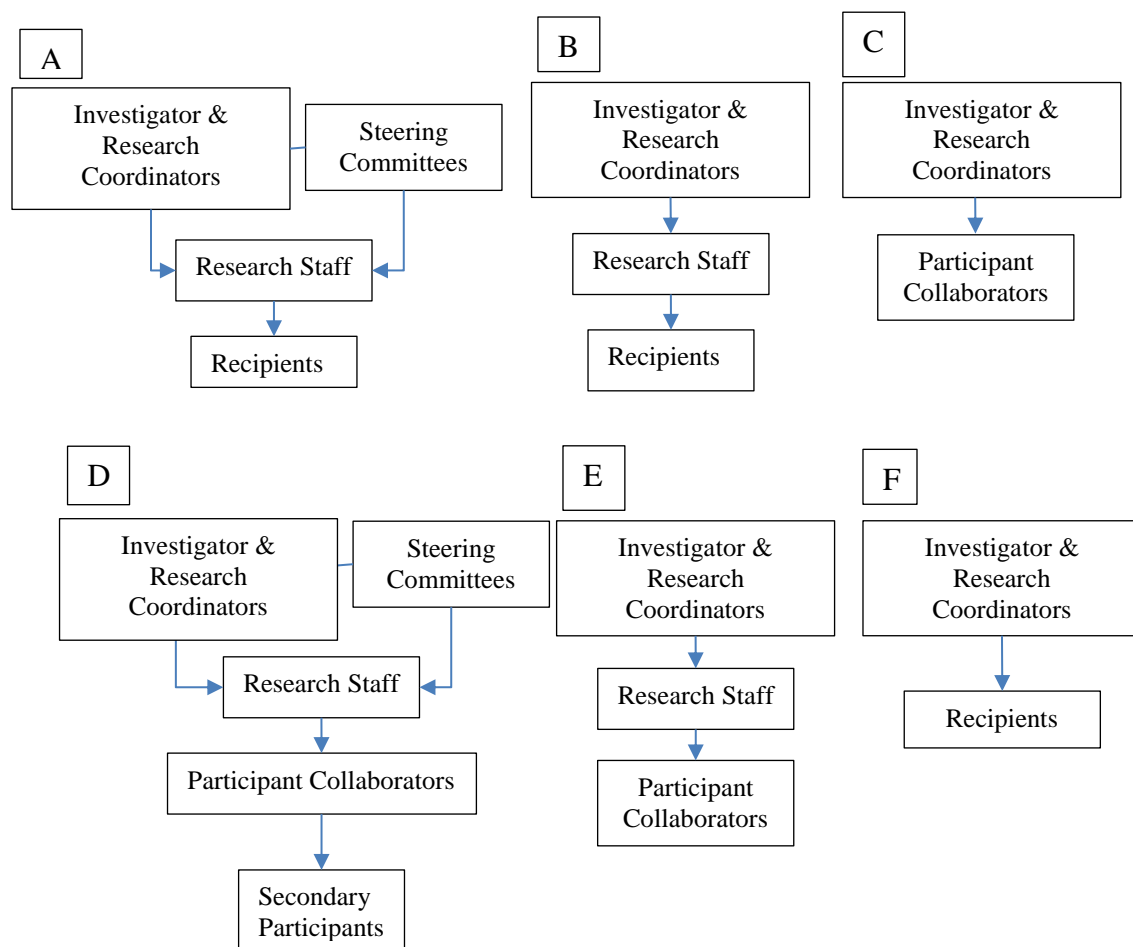 A
Investigator &
Research
Coordinators
Steering
Committees
Research Staff
Recipients
B
Investigator &
Research
Coordinators
Research Staff
Recipients
C
Investigator &
Research
Coordinators
Participant
Collaborators
D
Investigator &
Research
Coordinators
Steering
Committees
Research Staff
Participant Collaborators
Secondary
Participants
E
Investigator &
Research
Coordinators
Research Staff
Participant
Collaborators
F
Investigator &
Research
Coordinators
Recipients